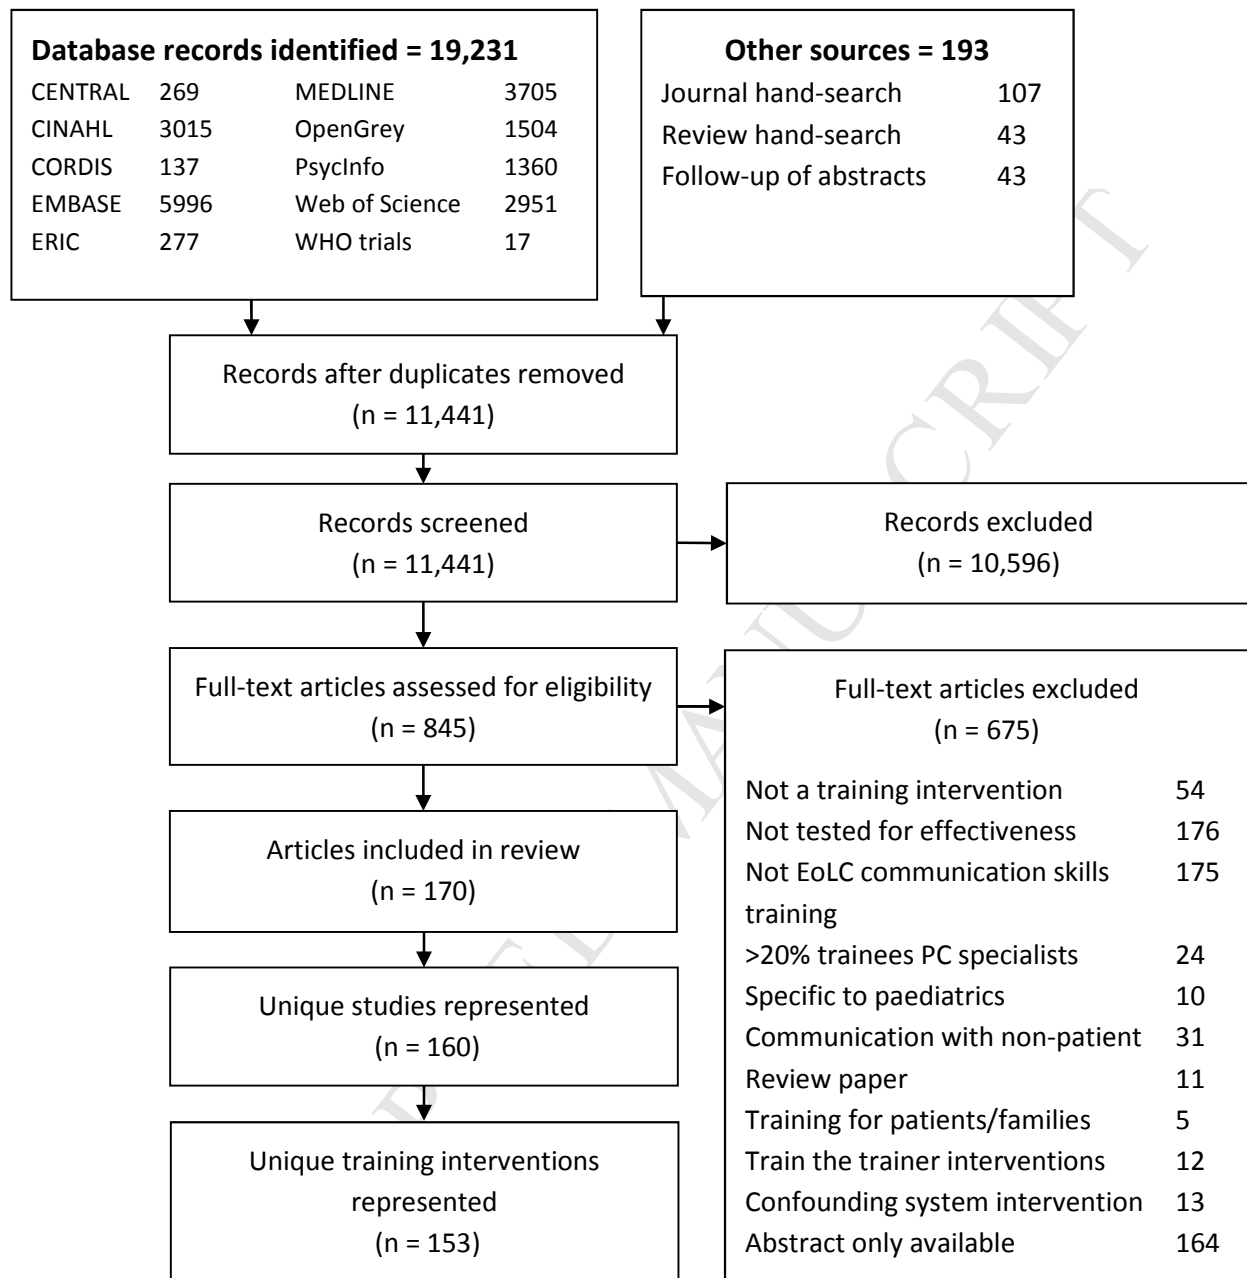 Database records identified = 19,231
CENTRAL 269 MEDLINE 3705
CINAHL 3015 OpenGrey 1504
CORDIS 137 PsycInfo 1360
EMBASE 5996 Web of Science 2951
ERIC 277 WHO trials 17
Other sources = 193
Journal hand-search 107
Review hand-search 43
Follow-up of abstracts 43
Records after duplicates removed
(n = 11,441)
Records screened
(n = 11,441)
Records excluded
(n = 10,596)
Full-text articles assessed for eligibility
(n = 845)
Full-text articles excluded
(n = 675)
Not a training intervention 54
Not tested for effectiveness 176
Not EoLC communication skills 175
training
>20% trainees PC specialists 24
Specific to paediatrics 10
Communication with non-patient 31
Review paper 11
Training for patients/families 5
Train the trainer interventions 12
Confounding system intervention 13
Abstract only available 164
Articles included in review
(n = 170)
Unique studies represented
(n = 160)
Unique training interventions
represented
(n = 153)